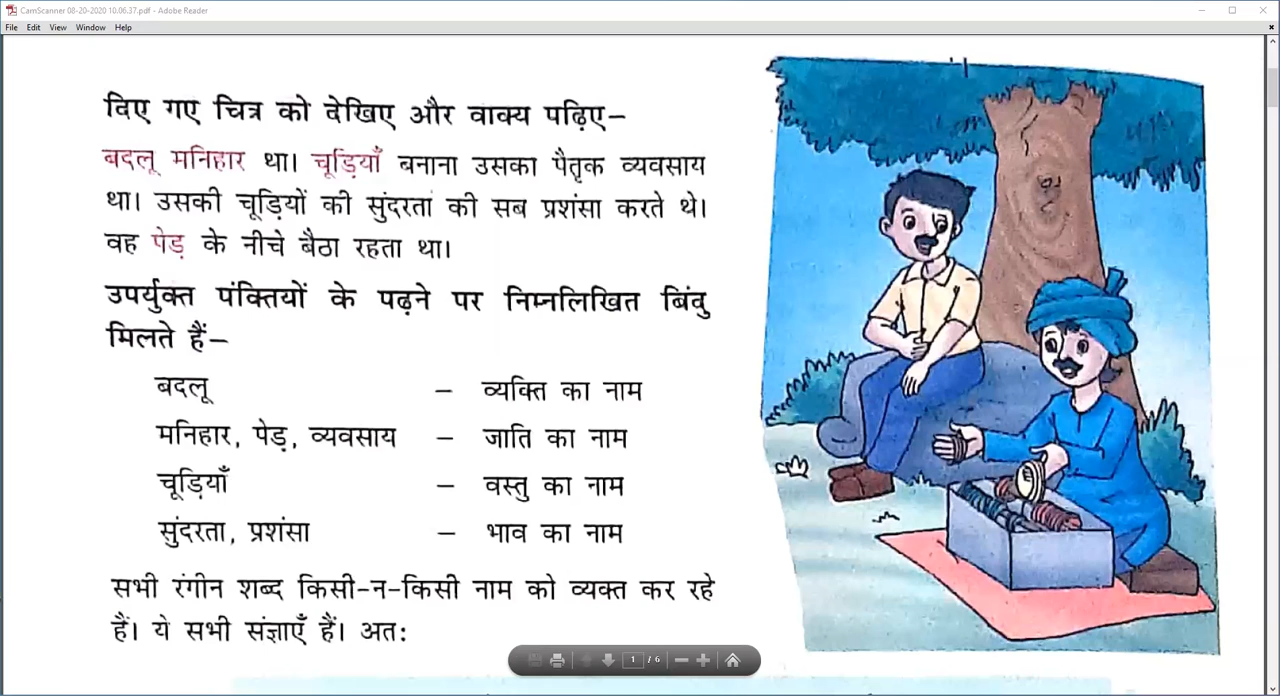 CamScanner 08-20-2020 10.06.37.pdf - Adobe Reader
File Edit View Window Help
दिए गए चित्र को देखिए और वाक्य पढ़िए–
बदलू मनिहार था। चूड़ियाँ बनाना उसका पैतृक व्यवसाय
था। उसकी चूड़ियों की सुंदरता की सब प्रशंसा करते थे।
वह पेड़ के नीचे बैठा रहता था।
उपर्युक्त पंक्तियों के पढ़ने पर निम्नलिखित बिंदु
मिलते हैं–
बदलू – व्यक्ति का नाम
मनिहार, पेड़, व्यवसाय – जाति का नाम
चूड़ियाँ – वस्तु का नाम
सुंदरता, प्रशंसा – भाव का नाम
सभी रंगीन शब्द किसी-न-किसी नाम को व्यक्त कर रहे
हैं। ये सभी संज्ञाएँ हैं। अत:
1 / 6